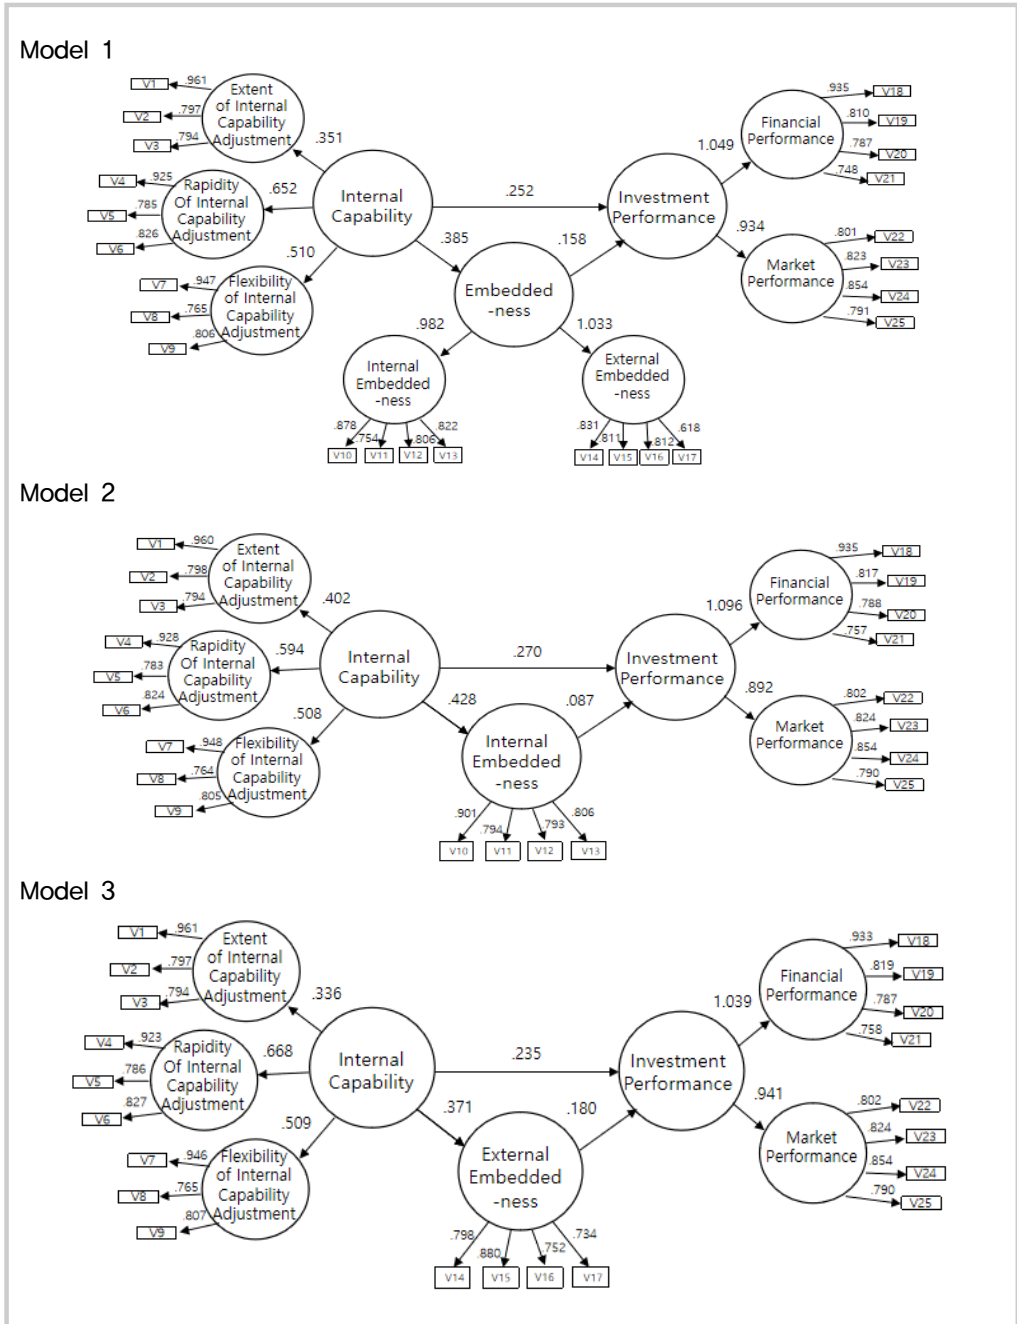 Model 1
V1
.961
Extent
of Internal
Capability
Adjustment
V2
.797
V3
.794
.351
V4
.925
Rapidity
Of Internal
Capability
Adjustment
V5
.785
V6
.826
.652
V7
.947
Flexibility
of Internal
Capability
Adjustment
V8
.765
V9
.806
.510
Internal
Capability
.252
.385
.158
Embedded
-ness
.982
1.033
Internal
Embedded
-ness
.878
.754
.806
.822
V10
V11
V12
V13
External
Embedded
-ness
.831
.811
.812
.618
V14
V15
V16
V17
Investment
Performance
1.049
.934
Financial
Performance
.935
V18
.810
V19
.787
V20
.748
V21
Market
Performance
.801
V22
.823
V23
.854
V24
.791
V25
Model 2
V1
.960
Extent
of Internal
Capability
Adjustment
V2
.798
V3
.794
.402
V4
.928
Rapidity
Of Internal
Capability
Adjustment
V5
.783
V6
.824
.594
V7
.948
Flexibility
of Internal
Capability
Adjustment
V8
.764
V9
.805
.508
Internal
Capability
.270
.428
.087
Internal
Embedded
-ness
.901
.794
.793
.806
V10
V11
V12
V13
Investment
Performance
1.096
.892
Financial
Performance
.935
V18
.817
V19
.788
V20
.757
V21
Market
Performance
.802
V22
.824
V23
.854
V24
.790
V25
Model 3
V1
.961
Extent
of Internal
Capability
Adjustment
V2
.797
V3
.794
.336
V4
.923
Rapidity
Of Internal
Capability
Adjustment
V5
.786
V6
.827
.668
V7
.946
Flexibility
of Internal
Capability
Adjustment
V8
.765
V9
.807
.509
Internal
Capability
.235
.371
.180
External
Embedded
-ness
.798
.880
.752
.734
V14
V15
V16
V17
Investment
Performance
1.039
.941
Financial
Performance
.933
V18
.819
V19
.787
V20
.758
V21
Market
Performance
.802
V22
.824
V23
.854
V24
.790
V25